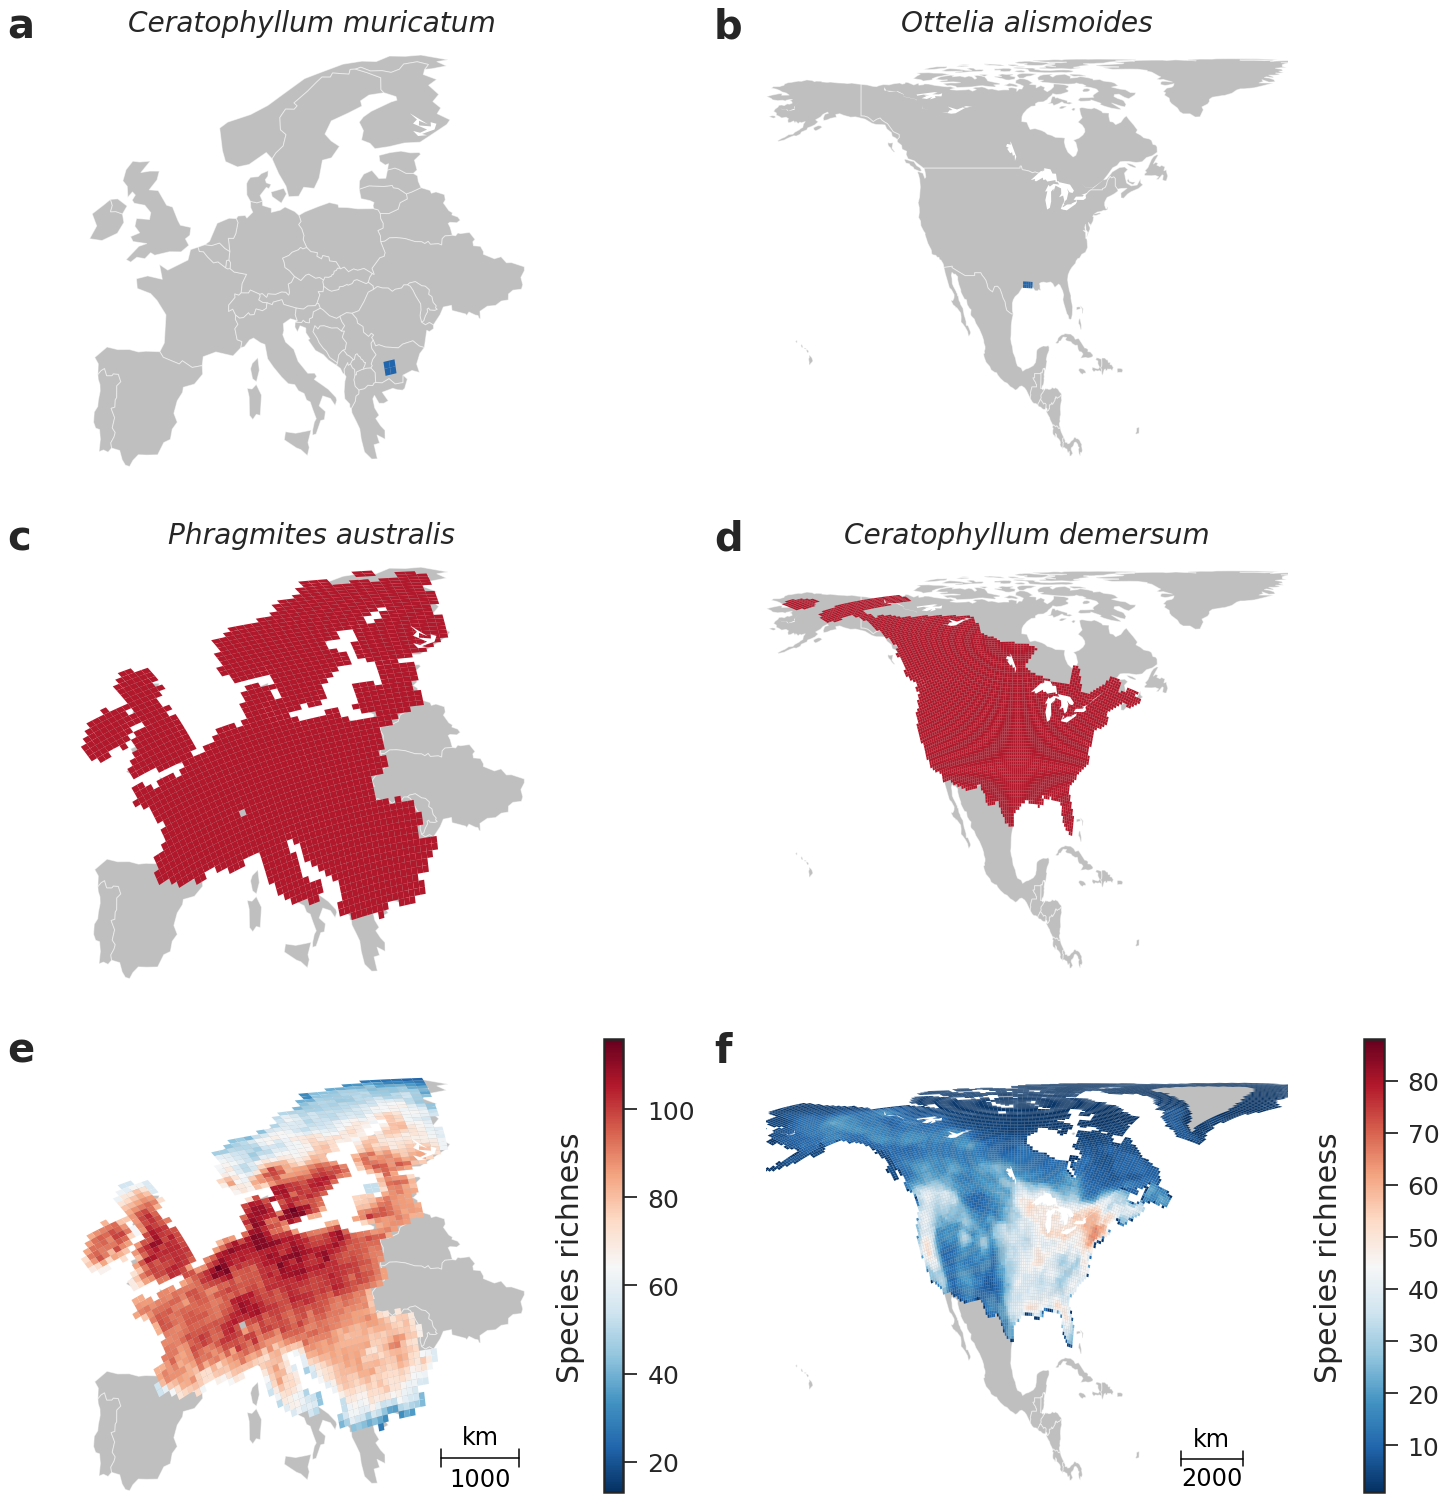 a
Ceratophyllum muricatum
b
Ottelia alismoides
c
Phragmites australis
d
Ceratophyllum demersum
e
100
80
60
40
20
Species richness
km
1000
f
80
70
60
50
40
30
20
10
Species richness
km
2000